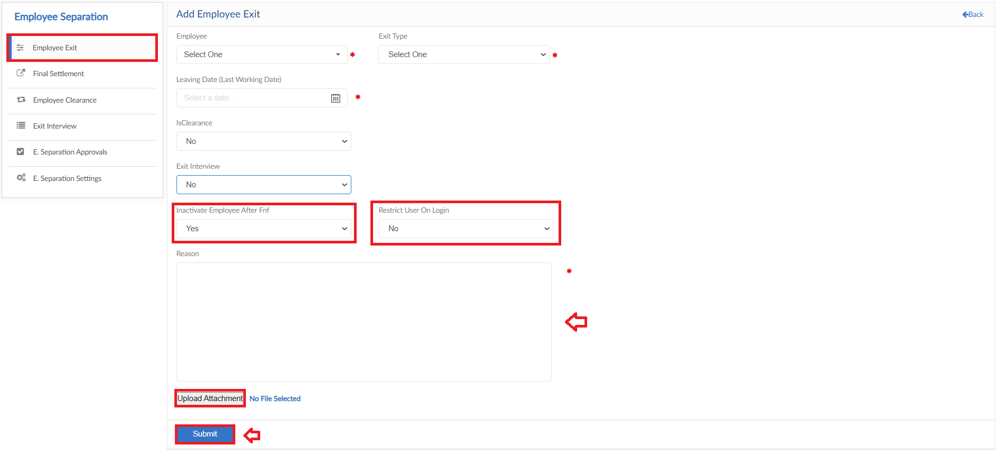 Employee Separation
Employee Exit
Final Settlement
Employee Clearance
Exit Interview
E. Separation Approvals
E. Separation Settings
Add Employee Exit
Back
Employee
Exit Type
Select One
*
Select One
*
Leaving Date (Last Working Date)
Select a date...
*
IsClearance
No
Exit Interview
No
Inactivate Employee After Fnf
Restrict User On Login
Yes
No
Reason
*
Upload Attachment
No File Selected
Submit